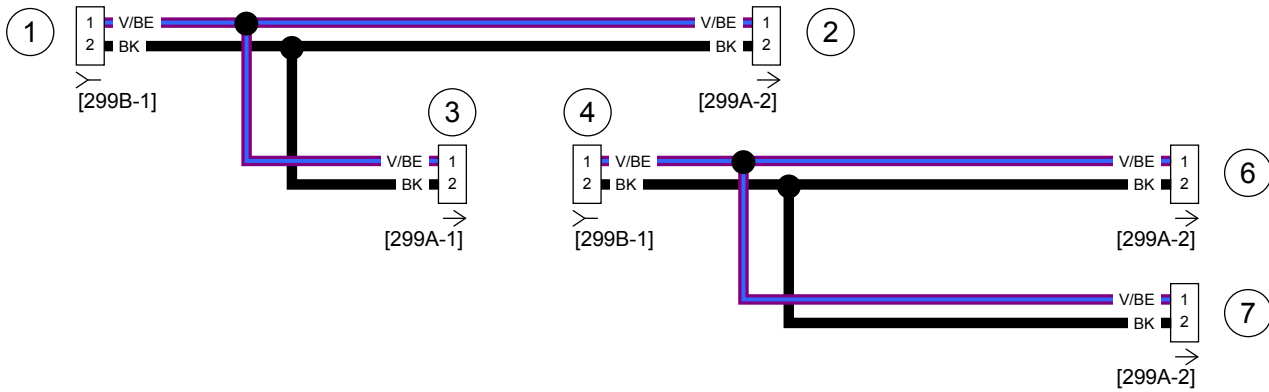 1
1 V/BE V/BE 1
2 BK BK 2
2
[299B-1]
[299A-2]
3
4
V/BE 1
BK 2
[299A-1]
1 V/BE V/BE 1
2 BK BK 2
6
[299B-1]
[299A-2]
V/BE 1
BK 2
7
[299A-2]